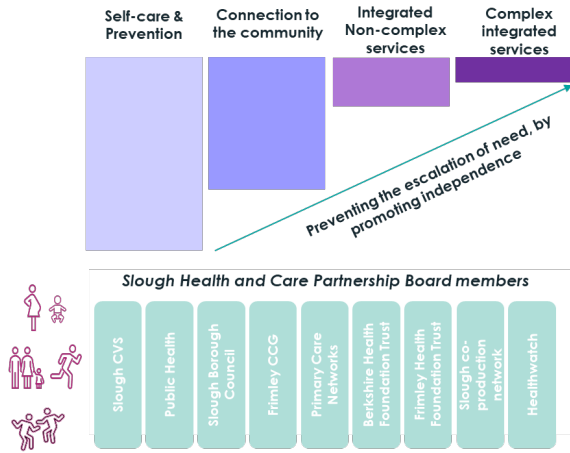 Self-care &
Prevention
Connection to
the community
Integrated
Non-complex
services
Complex
integrated
services
Preventing the escalation of need, by
promoting independence
Slough Health and Care Partnership Board members
Slough CVS
Public Health
Slough Borough
Council
Frimley CCG
Primary Care
Networks
Berkshire Health
Foundation Trust
Frimley Health
Foundation Trust
Slough co-
production
network
Healthwatch